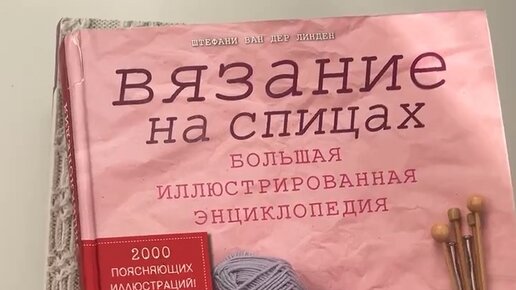 ШТЕФАНИ ВАН ДЕР ЛИНДЕН
ВЯЗАНИЕ
НА СПИЦАХ
БОЛЬШАЯ
ИЛЛЮСТРИРОВАННАЯ
ЭНЦИКЛОПЕДИЯ
2000
ПОЯСНЯЮЩИХ
ИЛЛЮСТРАЦИЙ!